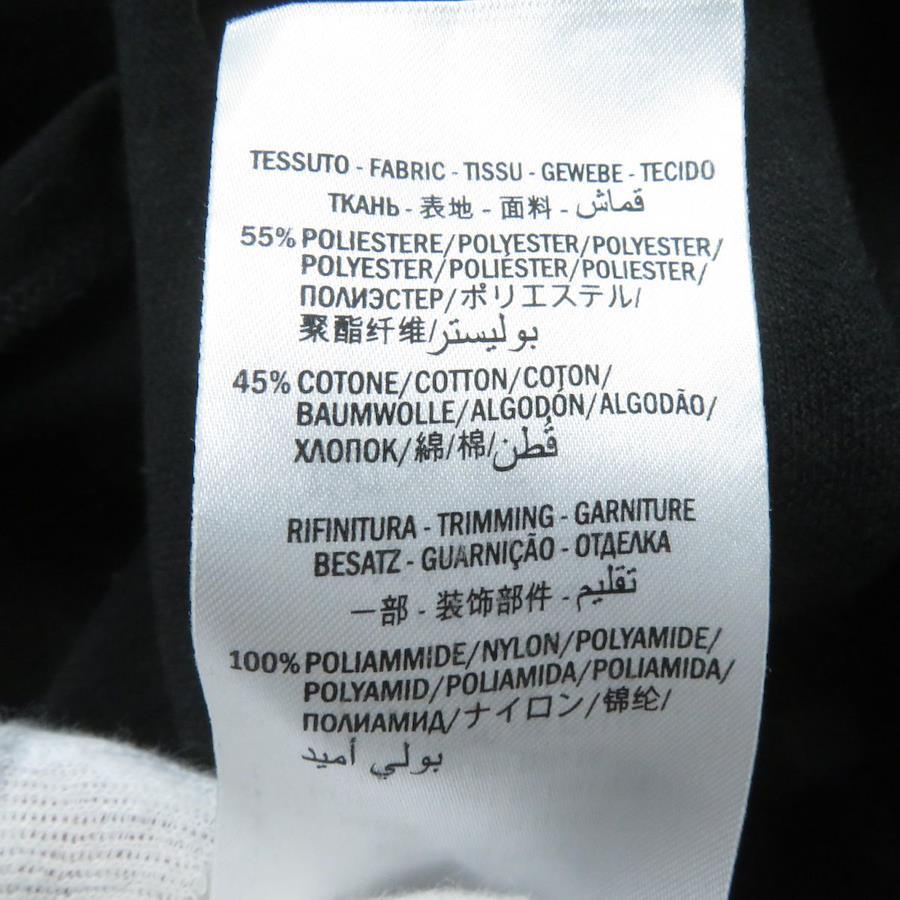 TESSUTO - FABRIC - TISSU - GEWEBE - TECIDO
ТКАНЬ - 表地 - 面料 - قماش
55% POLIESTERE/POLYESTER/POLYESTER/
POLYESTER/POLIÉSTER/POLIESTER/
ПОЛИЭСТЕР/ポリエステル/
聚酯纤维/بوليستر
45% COTONE/COTTON/COTON/
BAUMWOLLE/ALGODÓN/ALGODÃO/
ХЛОПОК/綿/棉/قُطن
RIFINITURA - TRIMMING - GARNITURE
BESATZ - GUARNIÇÃO - ОТДЕЛКА
一部 - 装饰部件 - تقليم
100% POLIAMMIDE/NYLON/POLYAMIDE/
POLYAMID/POLIAMIDA/POLIAMIDA/
ПОЛИАМИД/ナイロン/锦纶/
بولي أميد